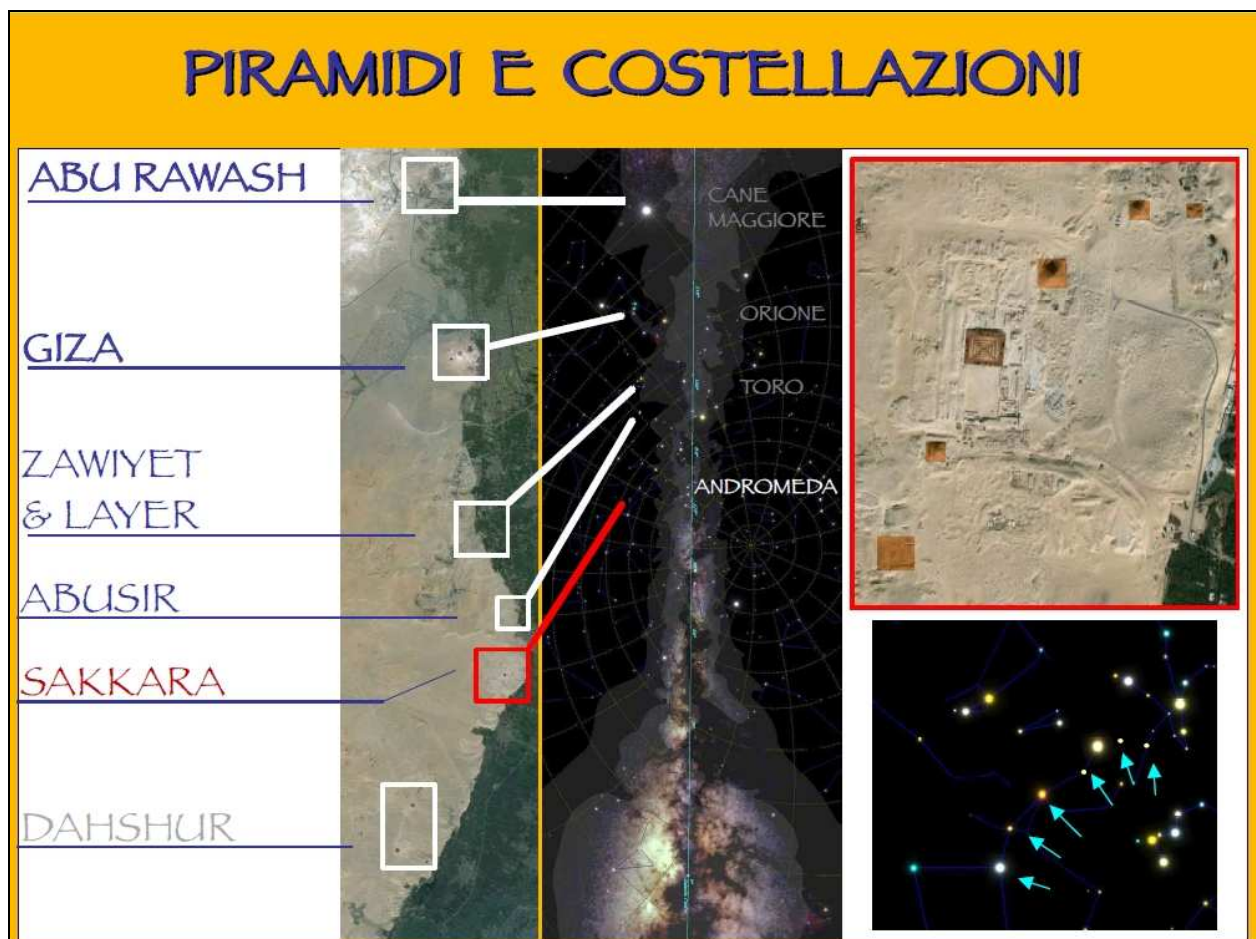 PIRAMIDI E COSTELLAZIONI
ABU RAWASH
GIZA
ZAWIYET
& LAYER
ABUSIR
SAKKARA
DAHSHUR
CANE
MAGGIORE
ORIONE
TORO
ANDROMEDA